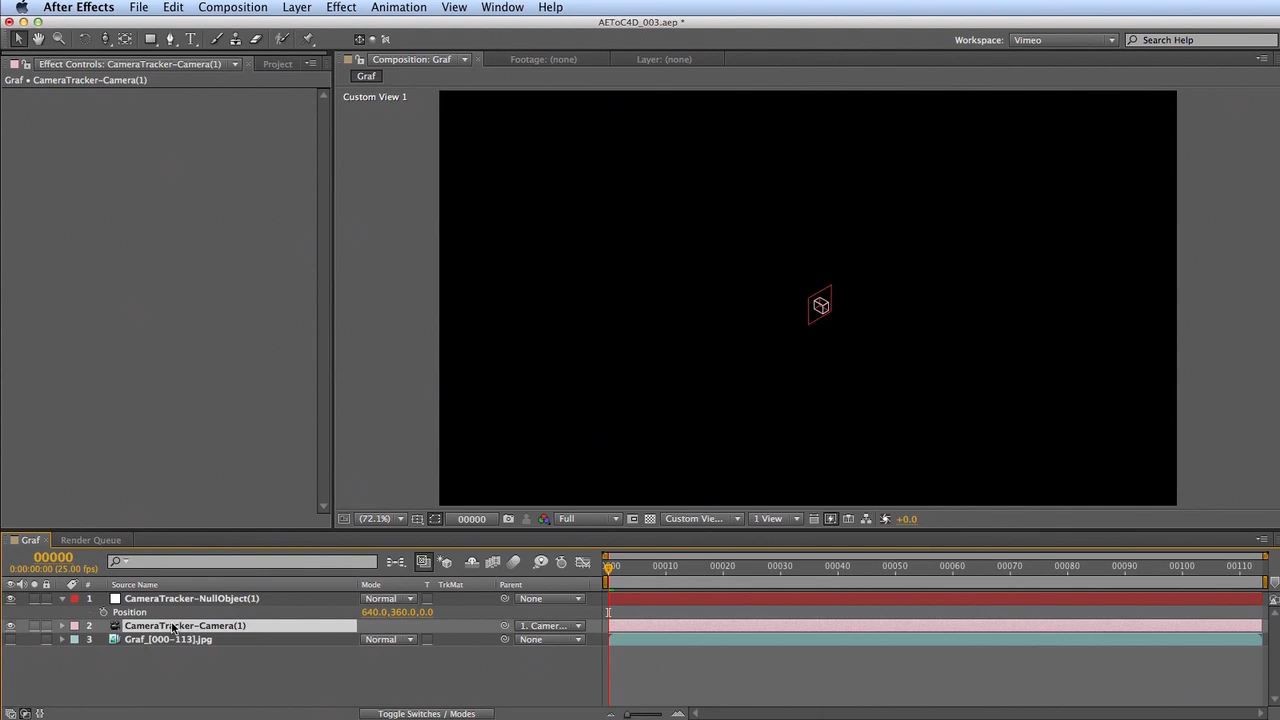 After Effects File Edit Composition Layer Effect Animation View Window Help
AEToC4D_003.aep *
Workspace: Vimeo Search Help
Effect Controls: CameraTracker-Camera(1) Project Composition: Graf Footage: (none) Layer: (none)
Graf • CameraTracker-Camera(1) Graf
Custom View 1
(72.1%) 00000 Full Custom Vie... 1 View +0.0
Graf Render Queue
00000
0:00:00:00 (25.00 fps)
00010 00020 00030 00040 00050 00060 00070 00080 00090 00100 00110
# Source Name Mode T TrkMat Parent
1 CameraTracker-NullObject(1) Normal None
Position 640.0,360.0,0.0
2 CameraTracker-Camera(1) 1. Camer...
3 Graf_[000-113].jpg Normal None
Toggle Switches / Modes